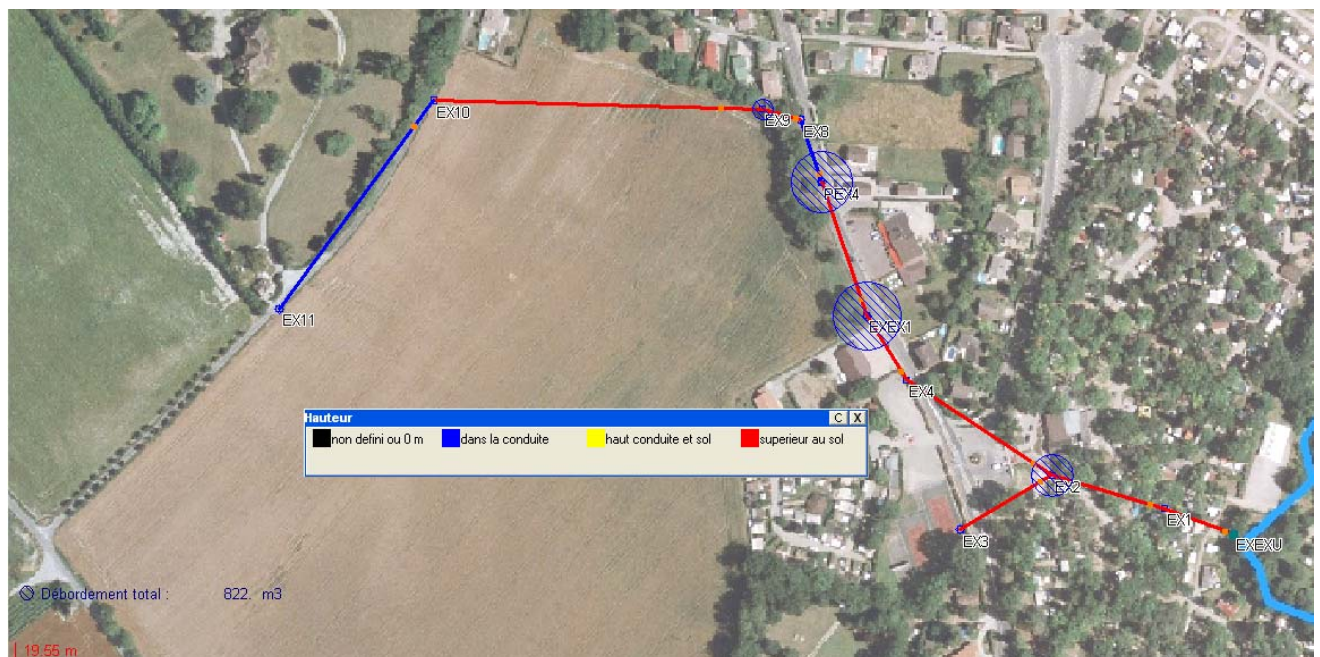 EX10
EX9
EX8
PEX4
EX11
EXEX1
EX4
Hauteur C X
non defini ou 0 m dans la conduite haut conduite et sol superieur au sol
EX2
EX1
EX3
EXEXU
Débordement total : 822. m3
19.55 m